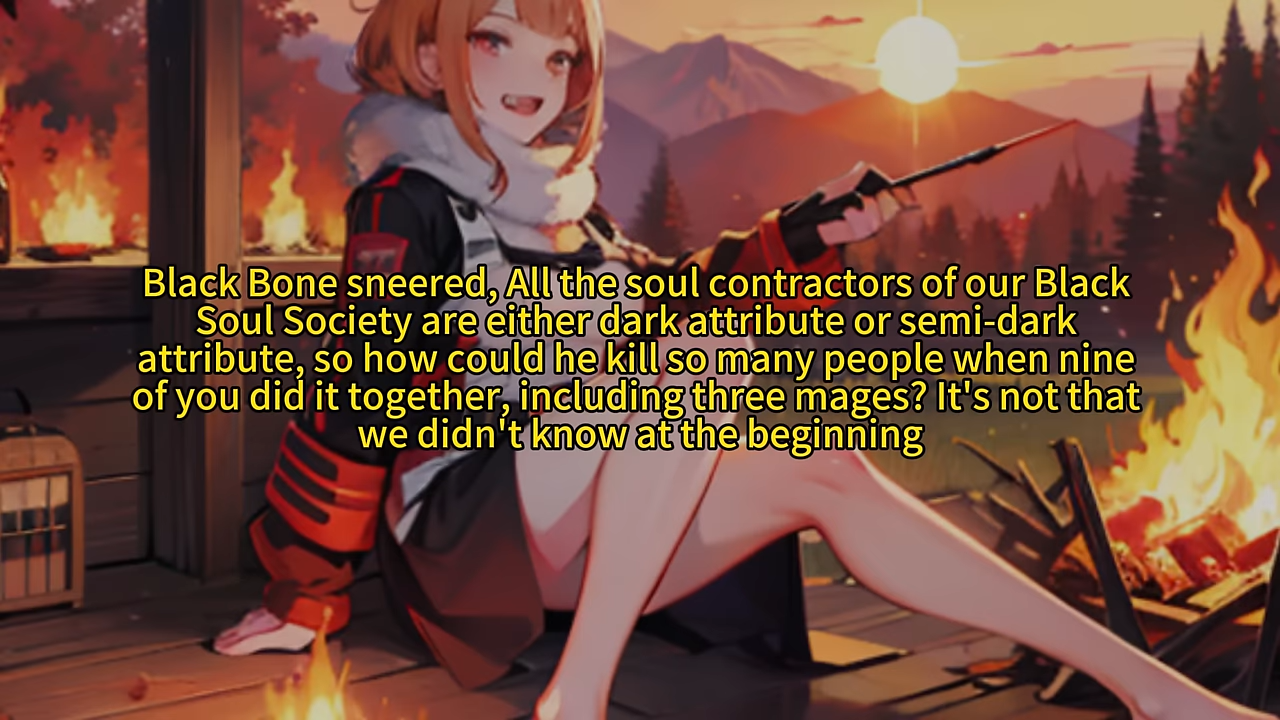 Black Bone sneered, All the soul contractors of our Black
Soul Society are either dark attribute or semi-dark
attribute, so how could he kill so many people when nine
of you did it together, including three mages? It's not that
we didn't know at the beginning